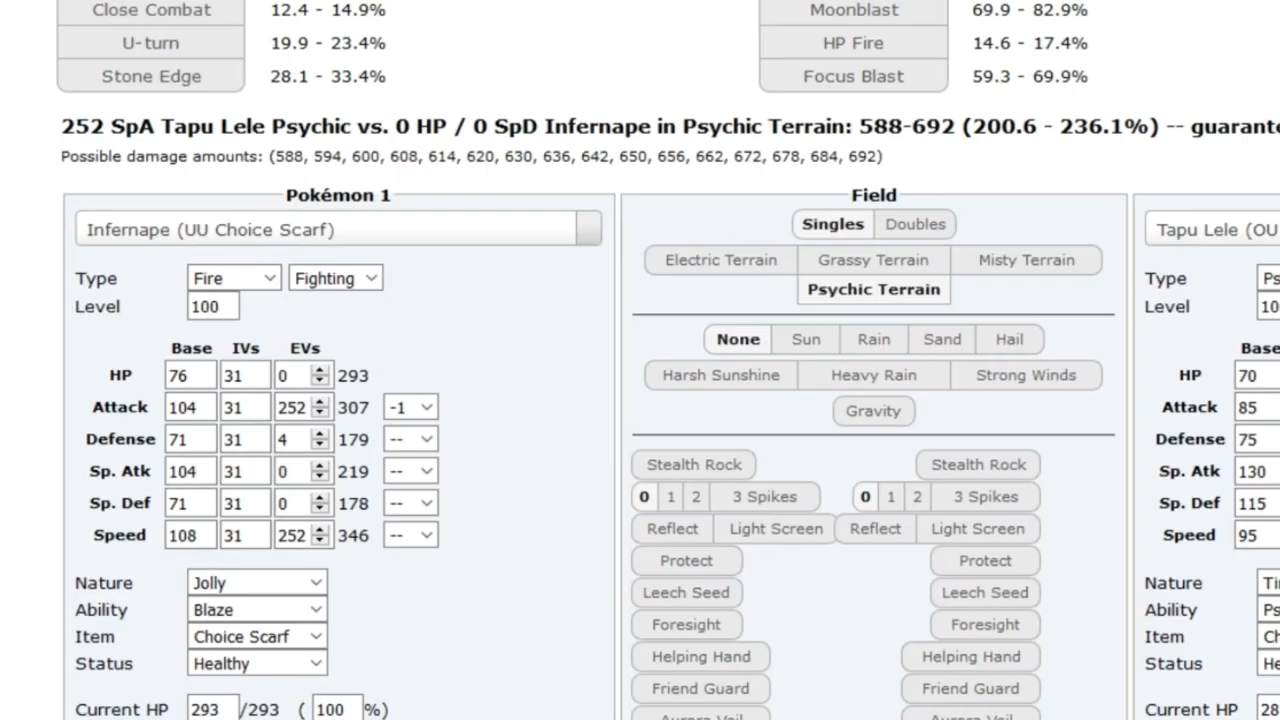 Close Combat 12.4 - 14.9% Moonblast 69.9 - 82.9%
U-turn 19.9 - 23.4% HP Fire 14.6 - 17.4%
Stone Edge 28.1 - 33.4% Focus Blast 59.3 - 69.9%
252 SpA Tapu Lele Psychic vs. 0 HP / 0 SpD Infernape in Psychic Terrain: 588-692 (200.6 - 236.1%) -- guarante
Possible damage amounts: (588, 594, 600, 608, 614, 620, 630, 636, 642, 650, 656, 662, 672, 678, 684, 692)
Pokémon 1
Infernape (UU Choice Scarf)
Type Fire Fighting
Level 100
Base IVs EVs
HP 76 31 0 293
Attack 104 31 252 307 -1
Defense 71 31 4 179 --
Sp. Atk 104 31 0 219 --
Sp. Def 71 31 0 178 --
Speed 108 31 252 346 --
Nature Jolly
Ability Blaze
Item Choice Scarf
Status Healthy
Current HP 293 /293 ( 100 %)
Field
Singles Doubles
Electric Terrain Grassy Terrain Misty Terrain
Psychic Terrain
None Sun Rain Sand Hail
Harsh Sunshine Heavy Rain Strong Winds
Gravity
Stealth Rock Stealth Rock
0 1 2 3 Spikes 0 1 2 3 Spikes
Reflect Light Screen Reflect Light Screen
Protect Protect
Leech Seed Leech Seed
Foresight Foresight
Helping Hand Helping Hand
Friend Guard Friend Guard
Aurora Veil Aurora Veil
Tapu Lele (OU
Type Ps
Level 10
Base
HP 70
Attack 85
Defense 75
Sp. Atk 130
Sp. Def 115
Speed 95
Nature Ti
Ability Ps
Item Ch
Status He
Current HP 28